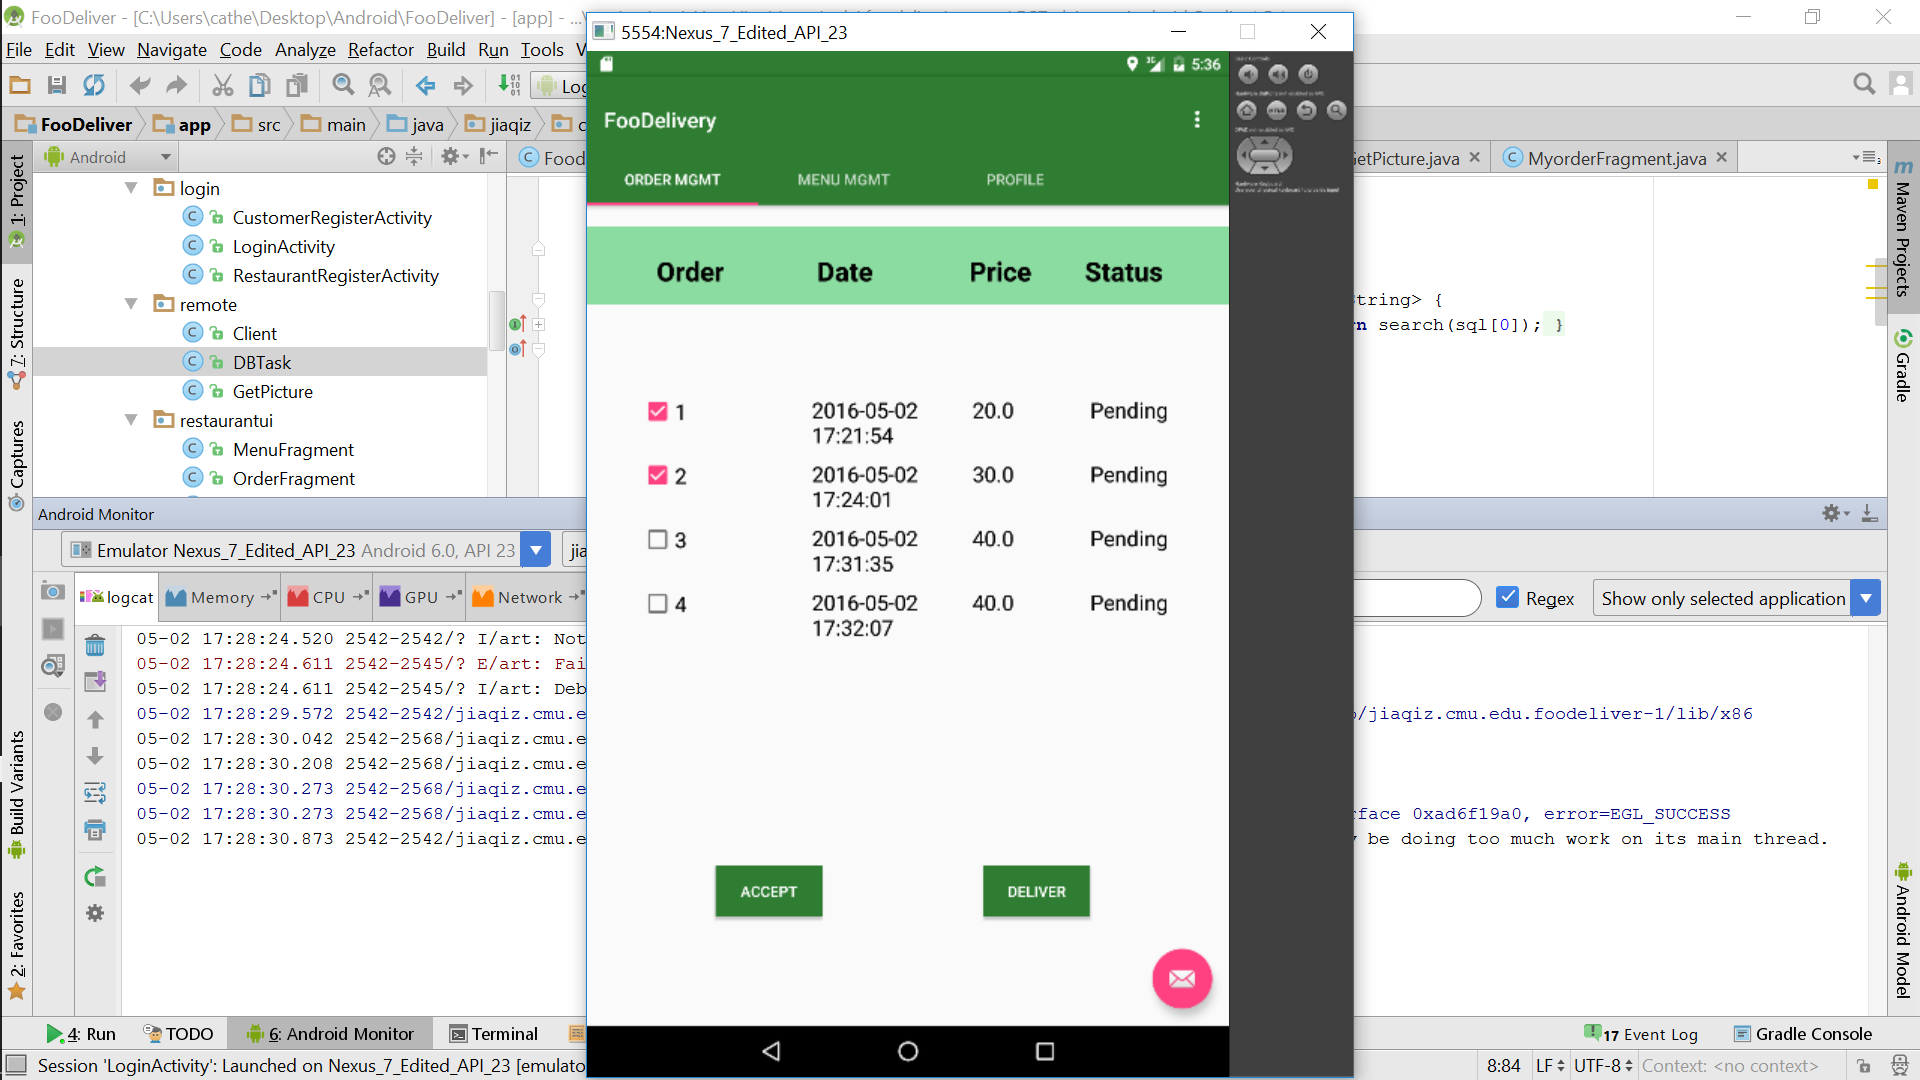 FooDeliver - [C:\Users\cathe\Desktop\Android\FooDeliver] - [app] -
File Edit View Navigate Code Analyze Refactor Build Run Tools
FooDeliver app src main java jiaqiz
Android
Food
GetPicture.java MyorderFragment.java
1: Project
7: Structure
Captures
Build Variants
2: Favorites
login
CustomerRegisterActivity
LoginActivity
RestaurantRegisterActivity
remote
Client
DBTask
GetPicture
restaurantui
MenuFragment
OrderFragment
String> {
search(sql[0]); }
Maven Projects
Gradle
Android Model
5554:Nexus_7_Edited_API_23
5:36
FooDelivery
ORDER MGMT MENU MGMT PROFILE
Order Date Price Status
1 2016-05-02 20.0 Pending
17:21:54
2 2016-05-02 30.0 Pending
17:24:01
3 2016-05-02 40.0 Pending
17:31:35
4 2016-05-02 40.0 Pending
17:32:07
ACCEPT DELIVER
Android Monitor
Emulator Nexus_7_Edited_API_23 Android 6.0, API 23
logcat Memory CPU GPU Network
Regex Show only selected application
05-02 17:28:24.520 2542-2542/? I/art: Not
05-02 17:28:24.611 2542-2545/? E/art: Fai
05-02 17:28:24.611 2542-2545/? I/art: Deb
05-02 17:28:29.572 2542-2542/jiaqiz.cmu.e /jiaqiz.cmu.edu.foodeliver-1/lib/x86
05-02 17:28:30.042 2542-2568/jiaqiz.cmu.e
05-02 17:28:30.208 2542-2568/jiaqiz.cmu.e
05-02 17:28:30.273 2542-2568/jiaqiz.cmu.e
05-02 17:28:30.273 2542-2568/jiaqiz.cmu.e rface 0xad6f19a0, error=EGL_SUCCESS
05-02 17:28:30.873 2542-2542/jiaqiz.cmu.e be doing too much work on its main thread.
4: Run TODO 6: Android Monitor Terminal
17 Event Log Gradle Console
Session 'LoginActivity': Launched on Nexus_7_Edited_API_23 [emulato
8:84 LF UTF-8 Context: <no context>